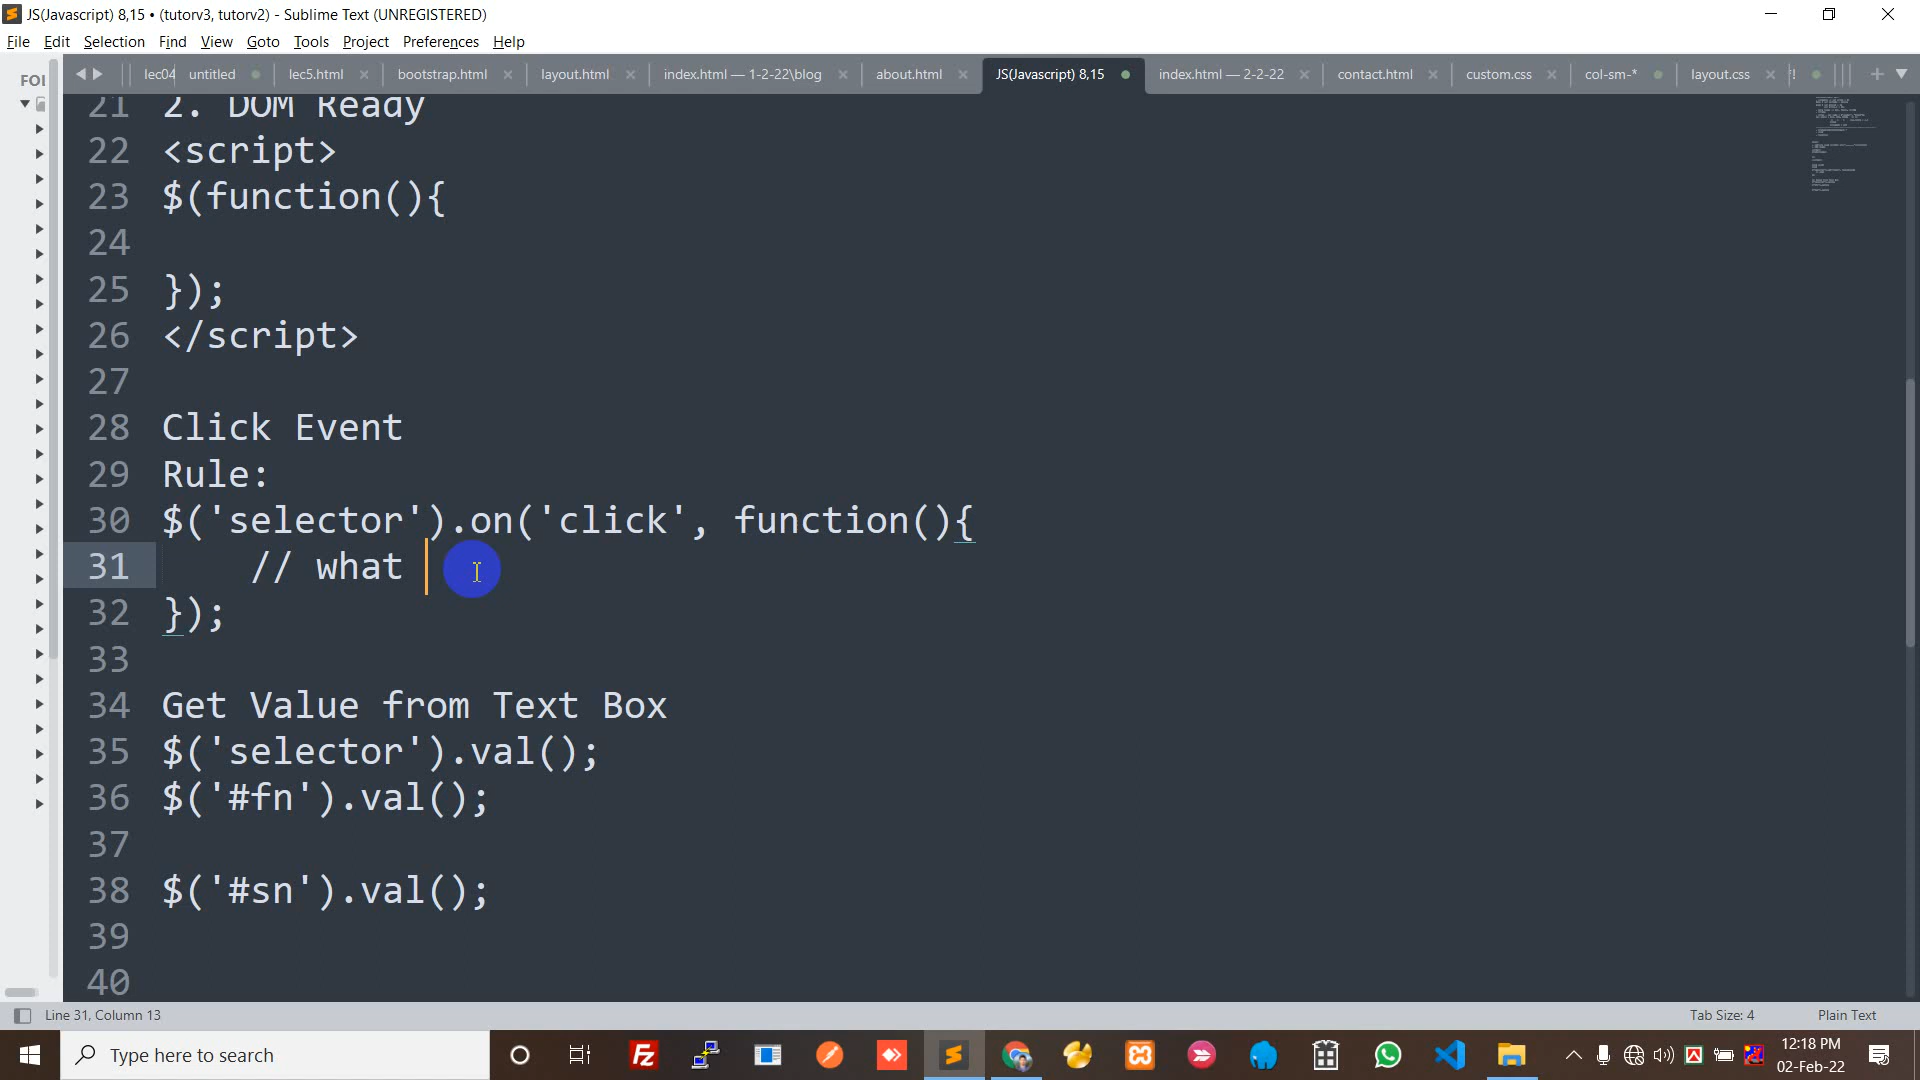 JS(Javascript) 8,15 • (tutorv3, tutorv2) - Sublime Text (UNREGISTERED)
File Edit Selection Find View Goto Tools Project Preferences Help
FOI
lec04 untitled lec5.html bootstrap.html layout.html index.html — 1-2-22\blog about.html JS(Javascript) 8,15 index.html — 2-2-22 contact.html custom.css col-sm-* layout.css
21 2. DOM Ready
22 <script>
23 $(function(){
24
25 });
26 </script>
27
28 Click Event
29 Rule:
30 $('selector').on('click', function(){
31 // what
32 });
33
34 Get Value from Text Box
35 $('selector').val();
36 $('#fn').val();
37
38 $('#sn').val();
39
40
Line 31, Column 13 Tab Size: 4 Plain Text
Type here to search
12:18 PM
02-Feb-22